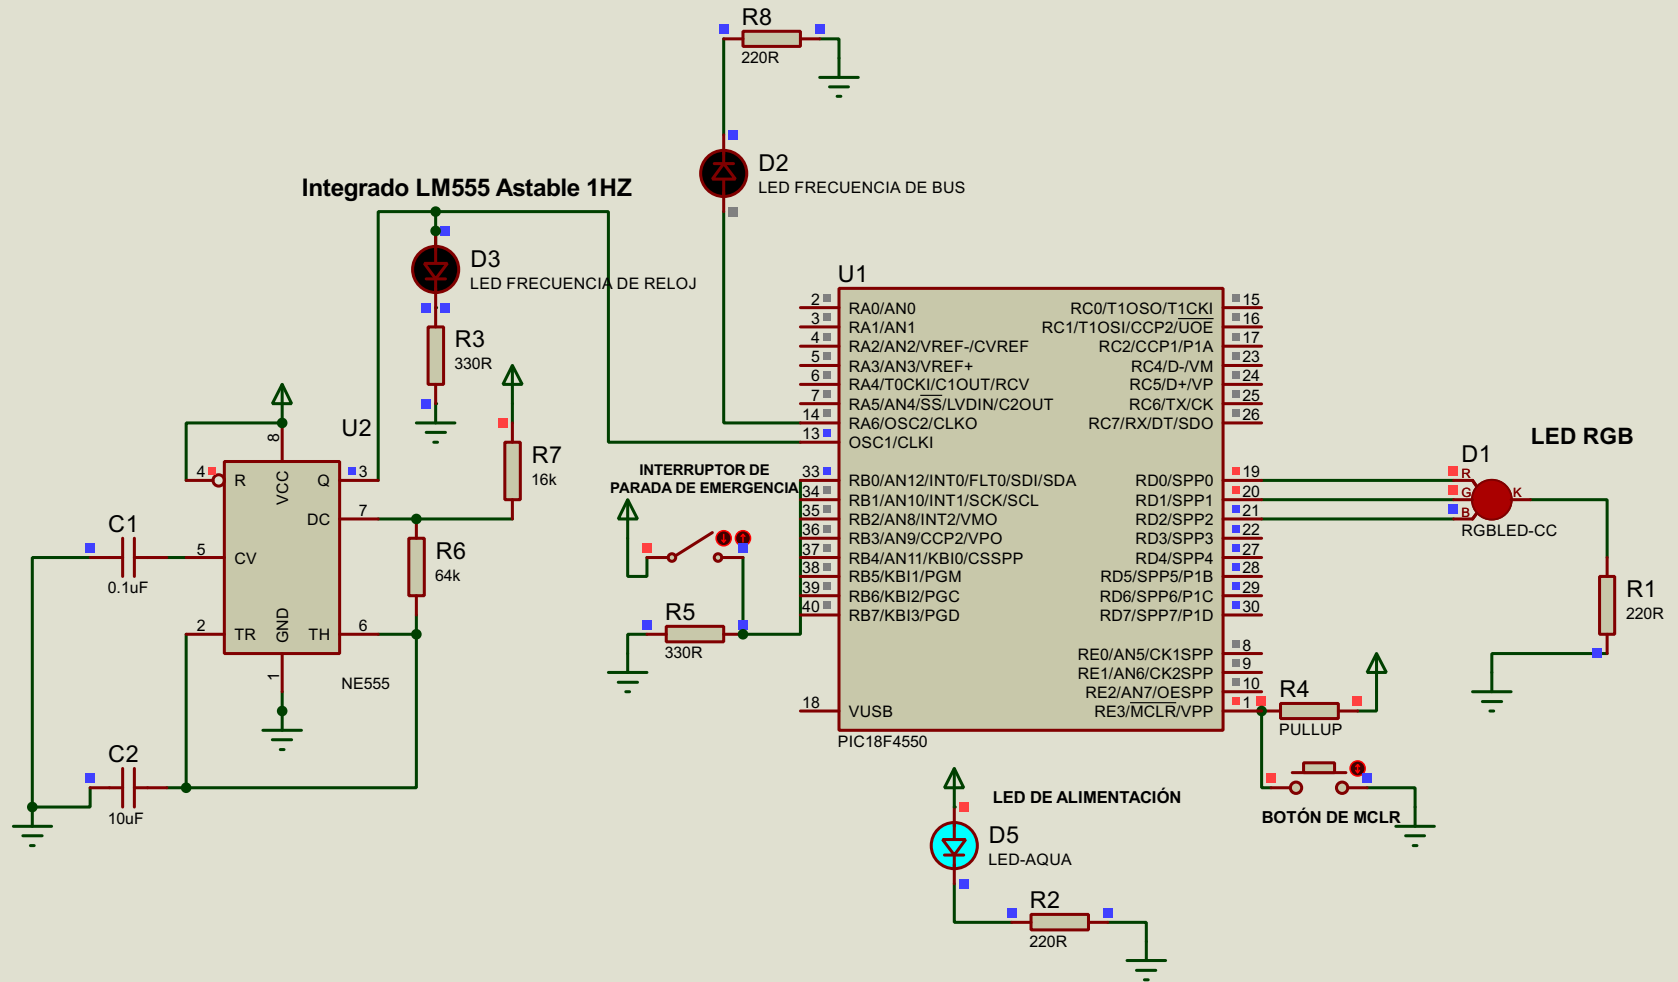 R8
220R
D2
LED FRECUENCIA DE BUS
Integrado LM555 Astable 1HZ
D3
LED FRECUENCIA DE RELOJ
R3
330R
U2
8
4
R
VCC
Q
3
DC
7
5
CV
2
TR
GND
TH
6
1
NE555
C1
0.1uF
C2
10uF
R7
16k
R6
64k
INTERRUPTOR DE
PARADA DE EMERGENCIA
R5
330R
U1
2 RA0/AN0
3 RA1/AN1
4 RA2/AN2/VREF-/CVREF
5 RA3/AN3/VREF+
6 RA4/T0CKI/C1OUT/RCV
7 RA5/AN4/SS/LVDIN/C2OUT
14 RA6/OSC2/CLKO
13 OSC1/CLKI
33 RB0/AN12/INT0/FLT0/SDI/SDA
34 RB1/AN10/INT1/SCK/SCL
35 RB2/AN8/INT2/VMO
36 RB3/AN9/CCP2/VPO
37 RB4/AN11/KBI0/CSSPP
38 RB5/KBI1/PGM
39 RB6/KBI2/PGC
40 RB7/KBI3/PGD
18 VUSB
RC0/T1OSO/T1CKI 15
RC1/T1OSI/CCP2/UOE 16
RC2/CCP1/P1A 17
RC4/D-/VM 23
RC5/D+/VP 24
RC6/TX/CK 25
RC7/RX/DT/SDO 26
RD0/SPP0 19
RD1/SPP1 20
RD2/SPP2 21
RD3/SPP3 22
RD4/SPP4 27
RD5/SPP5/P1B 28
RD6/SPP6/P1C 29
RD7/SPP7/P1D 30
RE0/AN5/CK1SPP 8
RE1/AN6/CK2SPP 9
RE2/AN7/OESPP 10
RE3/MCLR/VPP 1
PIC18F4550
LED RGB
D1
R
G
B
K
RGBLED-CC
R1
220R
R4
PULLUP
BOTÓN DE MCLR
LED DE ALIMENTACIÓN
D5
LED-AQUA
R2
220R